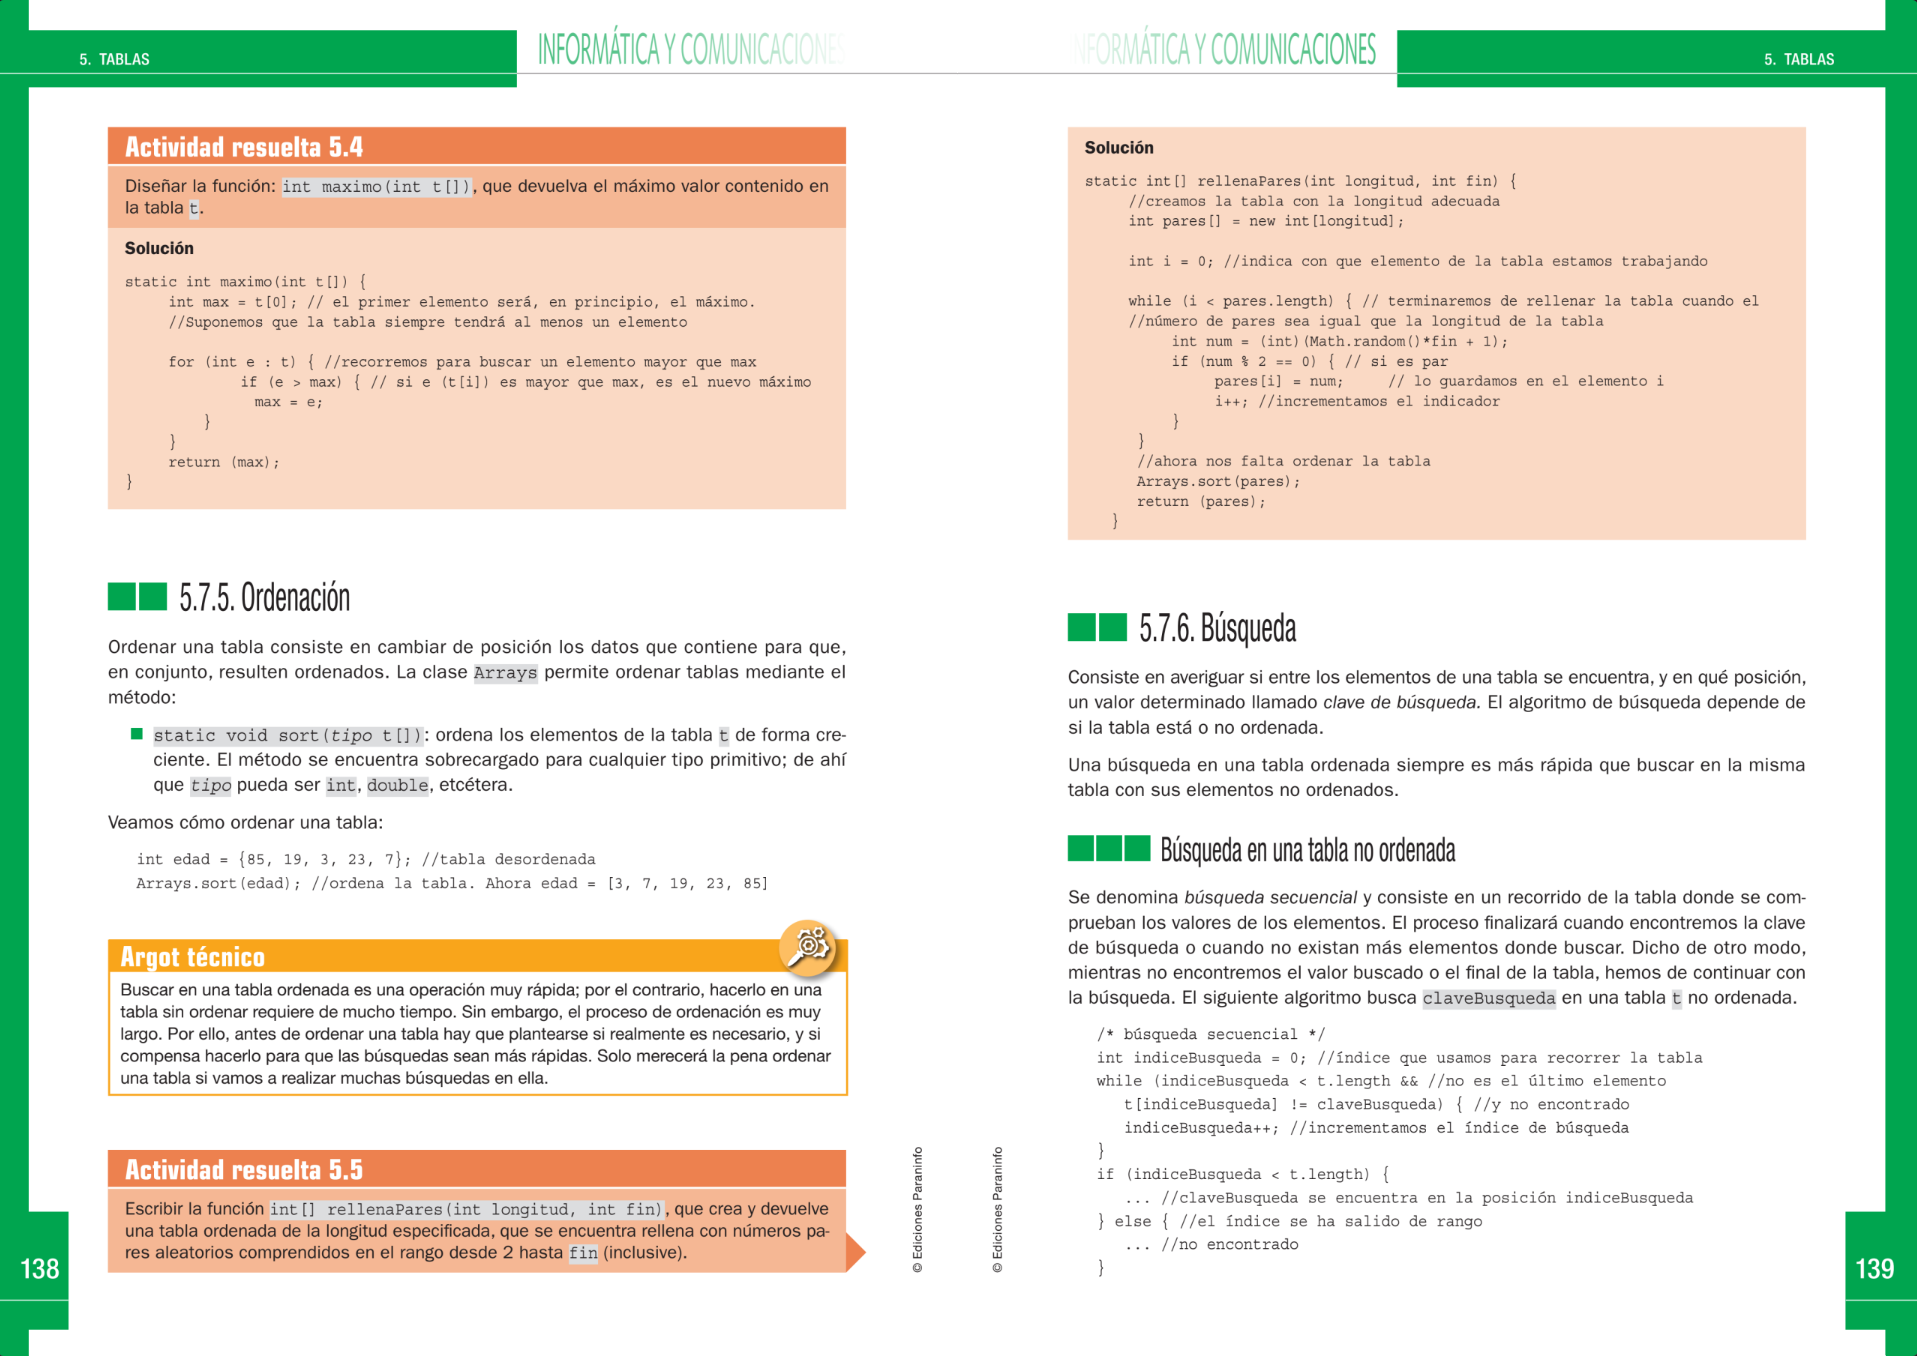 5. TABLAS
INFORMÁTICA Y COMUNICACIONES
Actividad resuelta 5.4
Diseñar la función: int maximo(int t[]), que devuelva el máximo valor contenido en
la tabla t.
Solución
static int maximo(int t[]) {
int max = t[0]; // el primer elemento será, en principio, el máximo.
//Suponemos que la tabla siempre tendrá al menos un elemento
for (int e : t) { //recorremos para buscar un elemento mayor que max
if (e > max) { // si e (t[i]) es mayor que max, es el nuevo máximo
max = e;
}
}
return (max);
}
5.7.5. Ordenación
Ordenar una tabla consiste en cambiar de posición los datos que contiene para que,
en conjunto, resulten ordenados. La clase Arrays permite ordenar tablas mediante el
método:
static void sort(tipo t[]): ordena los elementos de la tabla t de forma cre-
ciente. El método se encuentra sobrecargado para cualquier tipo primitivo; de ahí
que tipo pueda ser int, double, etcétera.
Veamos cómo ordenar una tabla:
int edad = {85, 19, 3, 23, 7}; //tabla desordenada
Arrays.sort(edad); //ordena la tabla. Ahora edad = [3, 7, 19, 23, 85]
Argot técnico
Buscar en una tabla ordenada es una operación muy rápida; por el contrario, hacerlo en una
tabla sin ordenar requiere de mucho tiempo. Sin embargo, el proceso de ordenación es muy
largo. Por ello, antes de ordenar una tabla hay que plantearse si realmente es necesario, y si
compensa hacerlo para que las búsquedas sean más rápidas. Solo merecerá la pena ordenar
una tabla si vamos a realizar muchas búsquedas en ella.
Actividad resuelta 5.5
Escribir la función int[] rellenaPares(int longitud, int fin), que crea y devuelve
una tabla ordenada de la longitud especificada, que se encuentra rellena con números pa-
res aleatorios comprendidos en el rango desde 2 hasta fin (inclusive).
138
© Ediciones Paraninfo
INFORMÁTICA Y COMUNICACIONES
5. TABLAS
Solución
static int[] rellenaPares(int longitud, int fin) {
//creamos la tabla con la longitud adecuada
int pares[] = new int[longitud];
int i = 0; //indica con que elemento de la tabla estamos trabajando
while (i < pares.length) { // terminaremos de rellenar la tabla cuando el
//número de pares sea igual que la longitud de la tabla
int num = (int)(Math.random()*fin + 1);
if (num % 2 == 0) { // si es par
pares[i] = num; // lo guardamos en el elemento i
i++; //incrementamos el indicador
}
}
//ahora nos falta ordenar la tabla
Arrays.sort(pares);
return (pares);
}
5.7.6. Búsqueda
Consiste en averiguar si entre los elementos de una tabla se encuentra, y en qué posición,
un valor determinado llamado clave de búsqueda. El algoritmo de búsqueda depende de
si la tabla está o no ordenada.
Una búsqueda en una tabla ordenada siempre es más rápida que buscar en la misma
tabla con sus elementos no ordenados.
Búsqueda en una tabla no ordenada
Se denomina búsqueda secuencial y consiste en un recorrido de la tabla donde se com-
prueban los valores de los elementos. El proceso finalizará cuando encontremos la clave
de búsqueda o cuando no existan más elementos donde buscar. Dicho de otro modo,
mientras no encontremos el valor buscado o el final de la tabla, hemos de continuar con
la búsqueda. El siguiente algoritmo busca claveBusqueda en una tabla t no ordenada.
/* búsqueda secuencial */
int indiceBusqueda = 0; //índice que usamos para recorrer la tabla
while (indiceBusqueda < t.length && //no es el último elemento
t[indiceBusqueda] != claveBusqueda) { //y no encontrado
indiceBusqueda++; //incrementamos el índice de búsqueda
}
if (indiceBusqueda < t.length) {
... //claveBusqueda se encuentra en la posición indiceBusqueda
} else { //el índice se ha salido de rango
... //no encontrado
}
© Ediciones Paraninfo
139